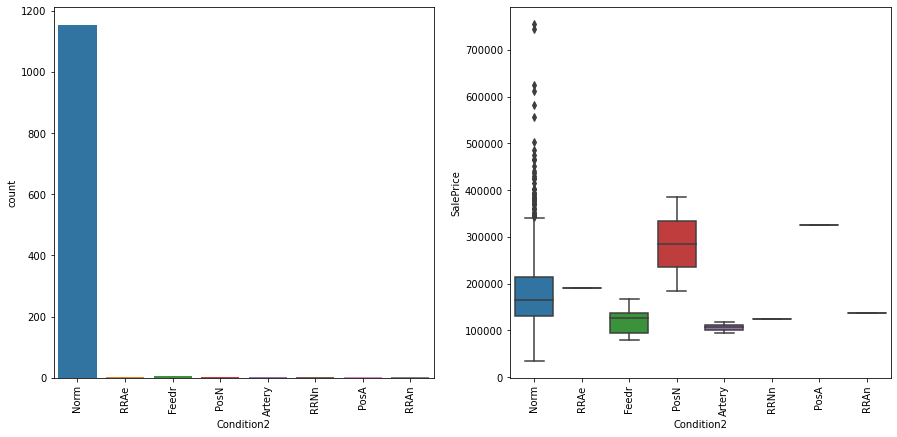 1200
1000
800
600
400
200
0
count
Norm
RRAe
Feedr
PosN
Artery
RRNn
PosA
RRAn
Condition2
700000
600000
500000
400000
300000
200000
100000
0
SalePrice
Norm
RRAe
Feedr
PosN
Artery
RRNn
PosA
RRAn
Condition2